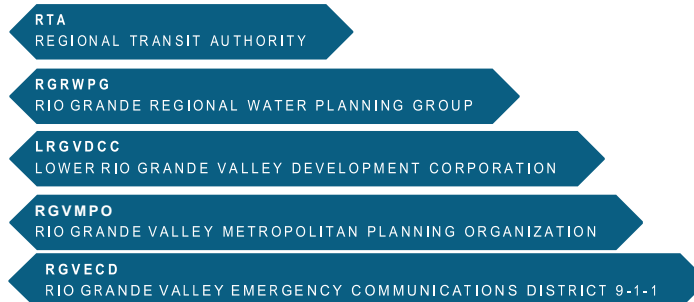 RTA
REGIONAL TRANSIT AUTHORITY
RGRWPG
RIO GRANDE REGIONAL WATER PLANNING GROUP
LRGVDCC
LOWER RIO GRANDE VALLEY DEVELOPMENT CORPORATION
RGVMPO
RIO GRANDE VALLEY METROPOLITAN PLANNING ORGANIZATION
RGVECD
RIO GRANDE VALLEY EMERGENCY COMMUNICATIONS DISTRICT 9-1-1